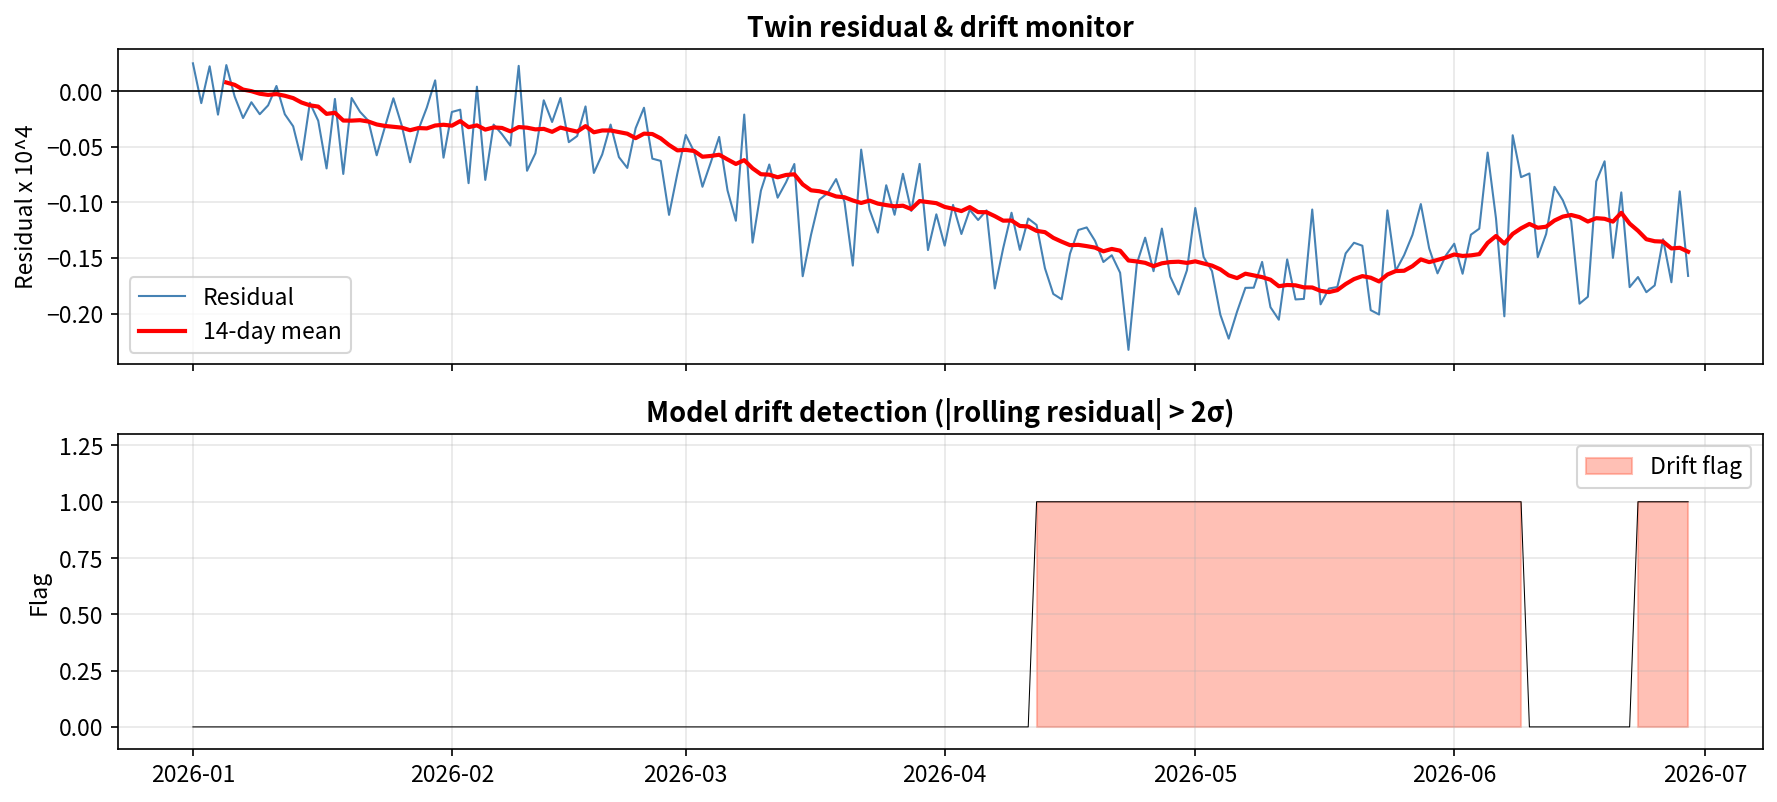 Twin residual & drift monitor
Residual x 10^4
0.00
−0.05
−0.10
−0.15
−0.20
Residual
14-day mean
Model drift detection (|rolling residual| > 2σ)
Flag
1.25
1.00
0.75
0.50
0.25
0.00
Drift flag
2026-01 2026-02 2026-03 2026-04 2026-05 2026-06 2026-07